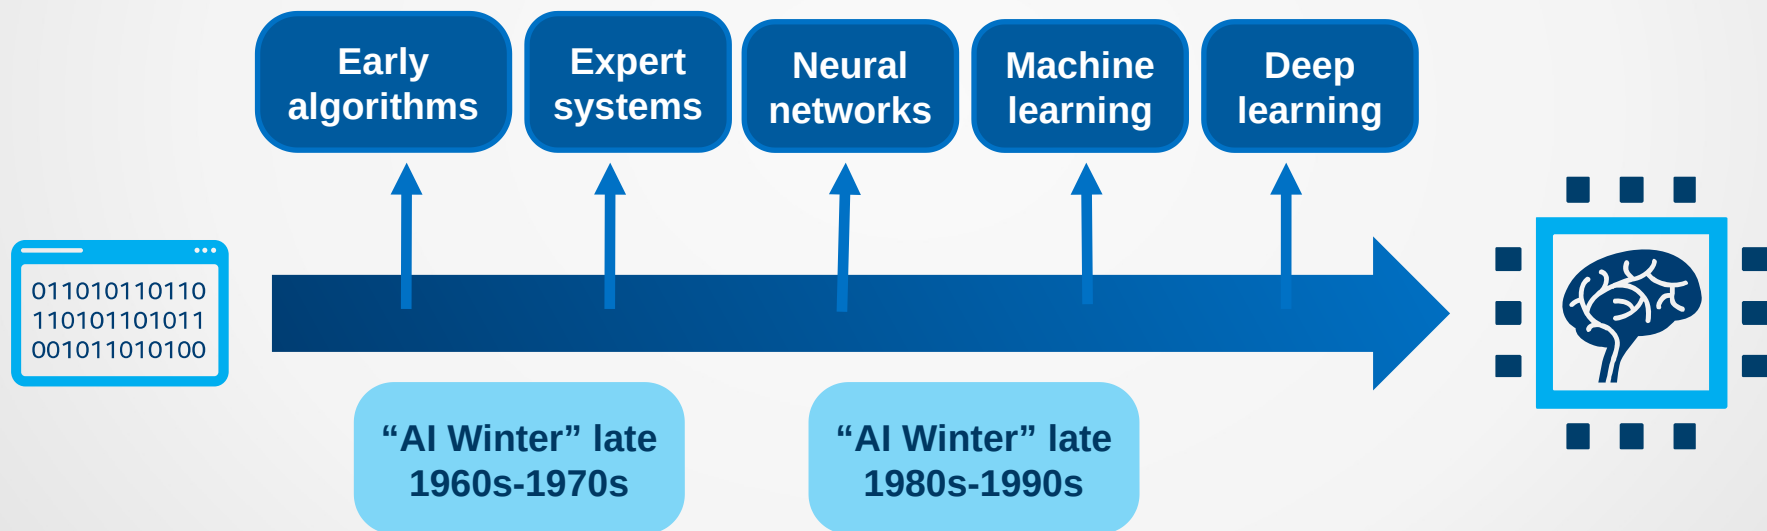 Early
algorithms
Expert
systems
Neural
networks
Machine
learning
Deep
learning
011010110110
110101101011
001011010100
“AI Winter” late
1960s-1970s
“AI Winter” late
1980s-1990s